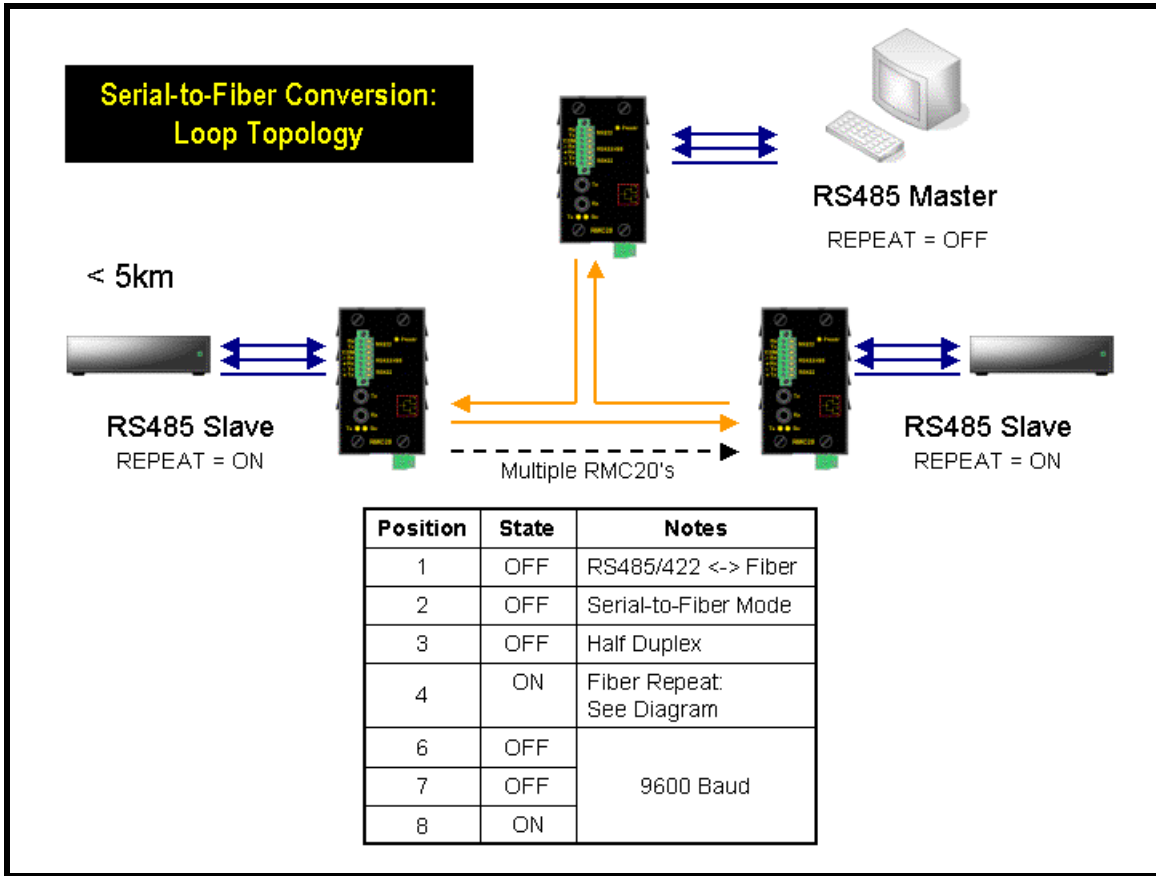 Serial-to-Fiber Conversion:
Loop Topology
RS485 Master
REPEAT = OFF
< 5km
RS485 Slave
REPEAT = ON
RS485 Slave
REPEAT = ON
Multiple RMC20's
Position State Notes
1 OFF RS485/422 <-> Fiber
2 OFF Serial-to-Fiber Mode
3 OFF Half Duplex
4 ON Fiber Repeat:
See Diagram
6 OFF
7 OFF 9600 Baud
8 ON